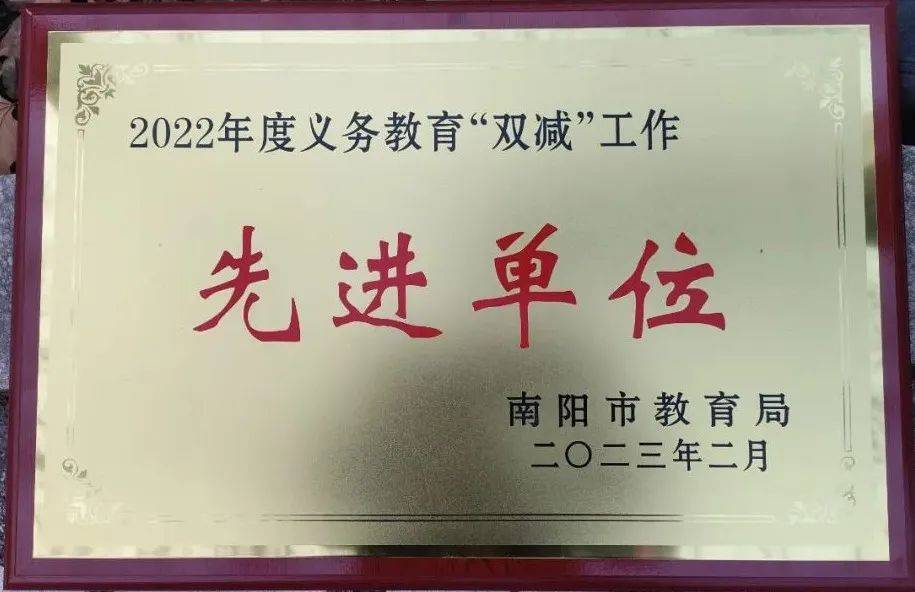 2022年度义务教育“双减”工作
先进单位
南阳市教育局
二〇二三年二月